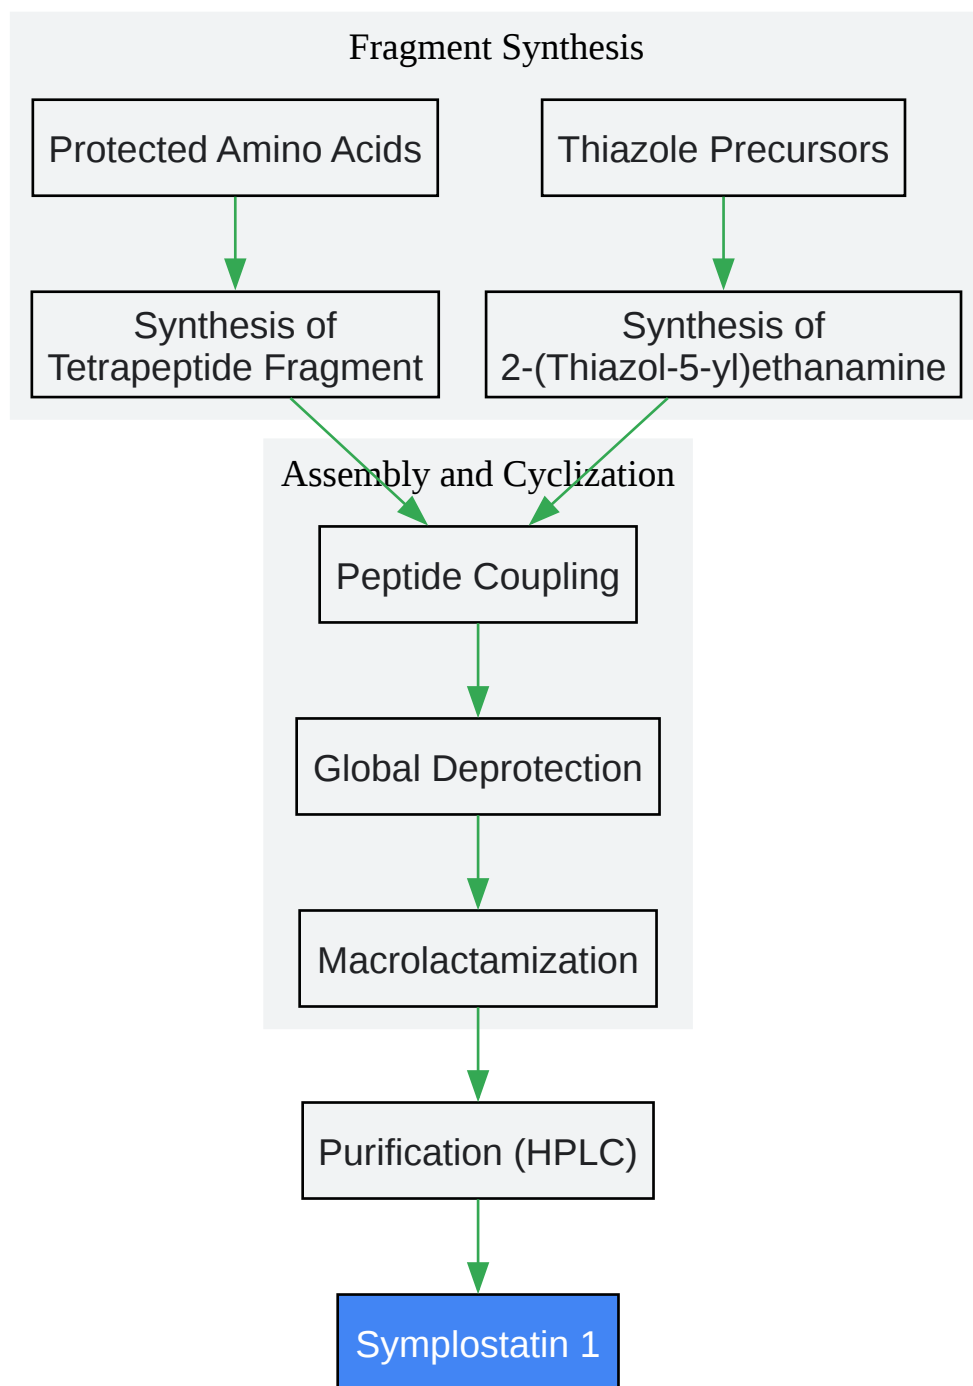 Fragment Synthesis
Protected Amino Acids
Thiazole Precursors
Synthesis of
Tetrapeptide Fragment
Synthesis of
2-(Thiazol-5-yl)ethanamine
Assembly and Cyclization
Peptide Coupling
Global Deprotection
Macrolactamization
Purification (HPLC)
Symplostatin 1